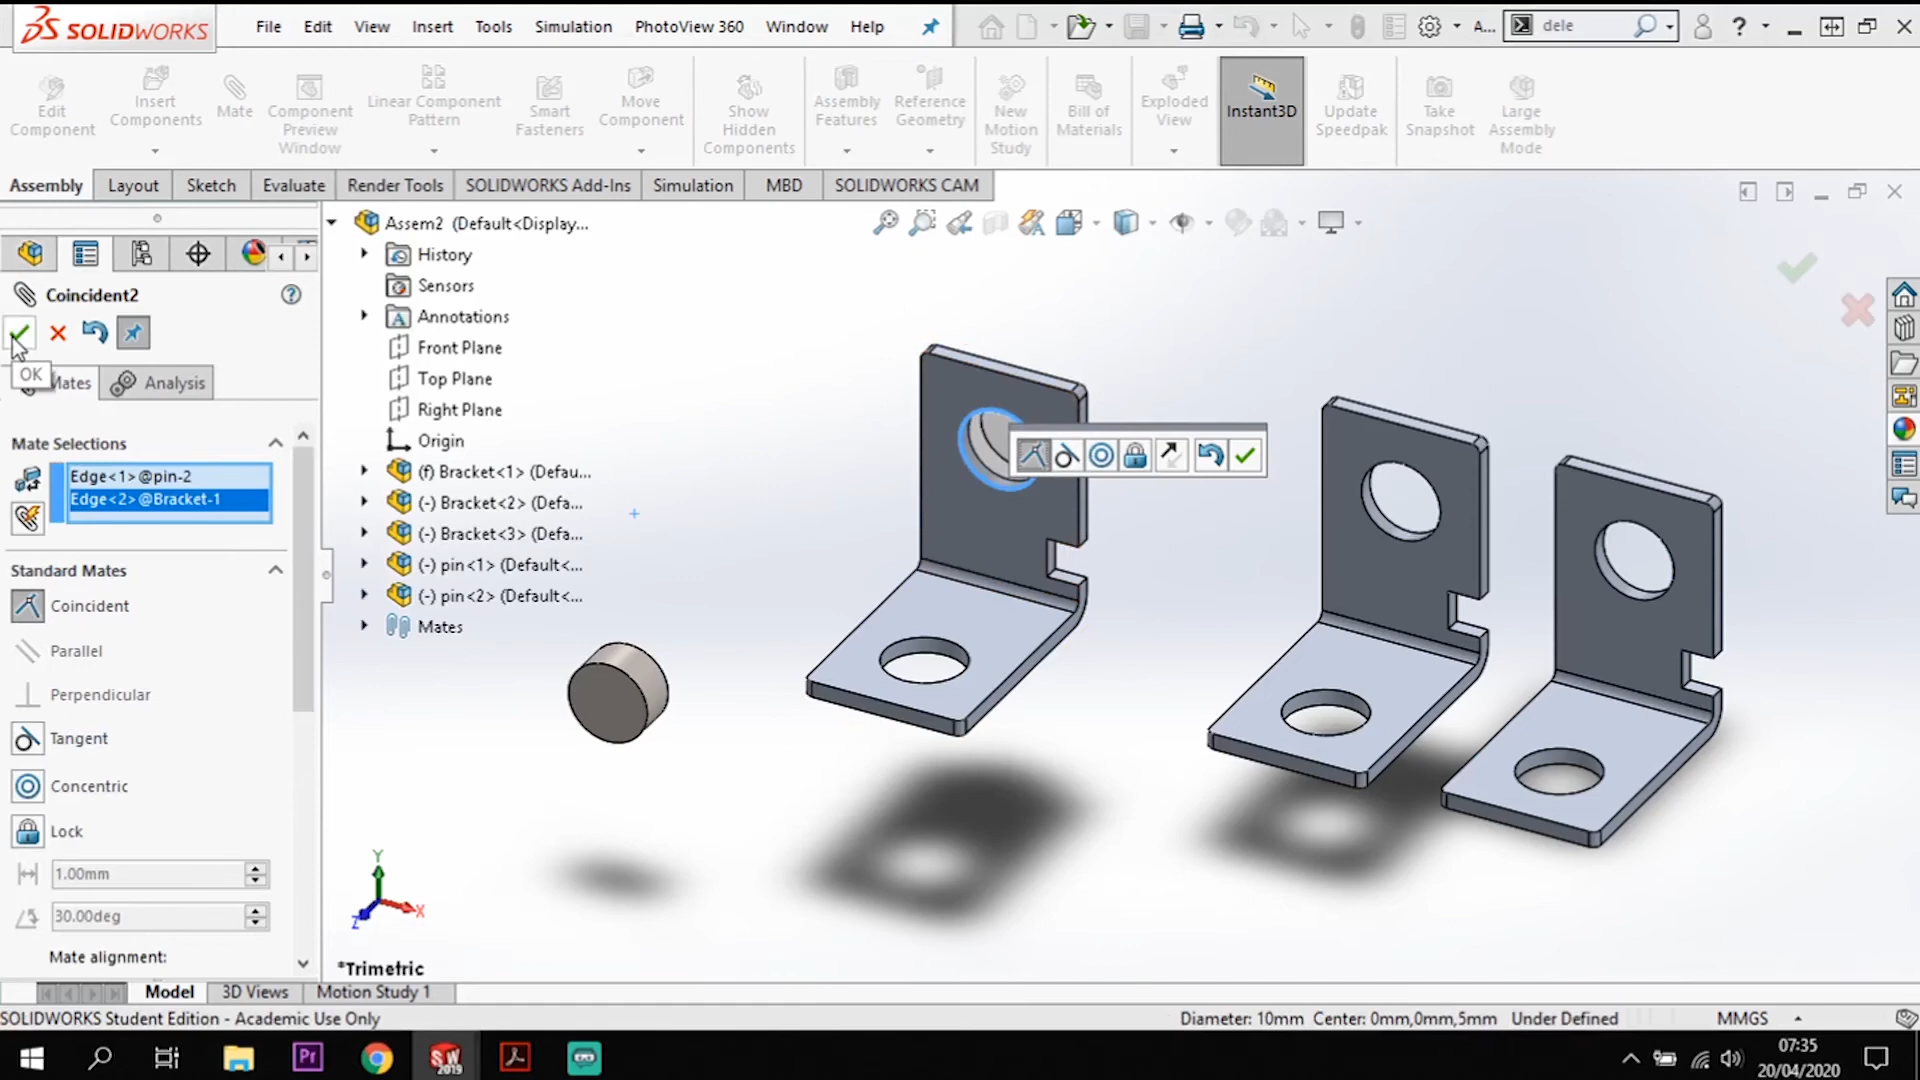 SOLIDWORKS
File Edit View Insert Tools Simulation PhotoView 360 Window Help
A... dele
Edit Component
Insert Components
Mate
Component Preview Window
Linear Component Pattern
Smart Fasteners
Move Component
Show Hidden Components
Assembly Features
Reference Geometry
New Motion Study
Bill of Materials
Exploded View
Instant3D
Update Speedpak
Take Snapshot
Large Assembly Mode
Assembly Layout Sketch Evaluate Render Tools SOLIDWORKS Add-Ins Simulation MBD SOLIDWORKS CAM
Coincident2
OK
Mates Analysis
Mate Selections
Edge<1>@pin-2
Edge<2>@Bracket-1
Standard Mates
Coincident
Parallel
Perpendicular
Tangent
Concentric
Lock
1.00mm
30.00deg
Mate alignment:
Assem2 (Default<Display...
History
Sensors
Annotations
Front Plane
Top Plane
Right Plane
Origin
(f) Bracket<1> (Defau...
(-) Bracket<2> (Defa...
(-) Bracket<3> (Defa...
(-) pin<1> (Default<...
(-) pin<2> (Default<...
Mates
Y
X
Z
*Trimetric
Model 3D Views Motion Study 1
SOLIDWORKS Student Edition - Academic Use Only
Diameter: 10mm Center: 0mm,0mm,5mm Under Defined MMGS
Pr
SW 2019
07:35
20/04/2020